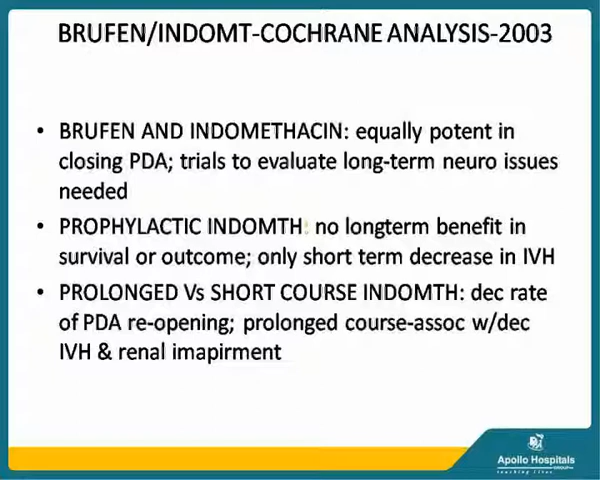 BRUFEN/INDOMT-COCHRANE ANALYSIS-2003
• BRUFEN AND INDOMETHACIN: equally potent in
closing PDA; trials to evaluate long-term neuro issues
needed
• PROPHYLACTIC INDOMTH: no longterm benefit in
survival or outcome; only short term decrease in IVH
• PROLONGED Vs SHORT COURSE INDOMTH: dec rate
of PDA re-opening; prolonged course-assoc w/dec
IVH & renal imapirment
Apollo Hospitals
GROUP
touching lives